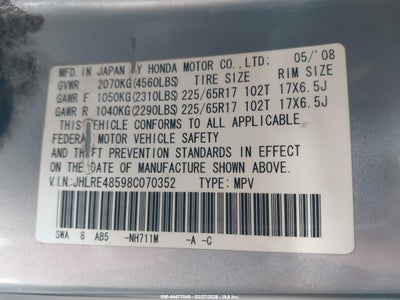 MFD. IN JAPAN BY HONDA MOTOR CO., LTD. 05/'08
GVWR 2070KG(4560LBS) TIRE SIZE RIM SIZE
GAWR F 1050KG(2310LBS) 225/65R17 102T 17X6.5J
GAWR R 1040KG(2290LBS) 225/65R17 102T 17X6.5J
THIS VEHICLE CONFORMS TO ALL APPLICABLE
FEDERAL MOTOR VEHICLE SAFETY
AND THEFT PREVENTION STANDARDS IN EFFECT
ON THE DATE OF MANUFACTURE SHOWN ABOVE.
V.I.N.:JHLRE48598C070352 TYPE: MPV
SWA 8 AB5 -NH711M -A -C